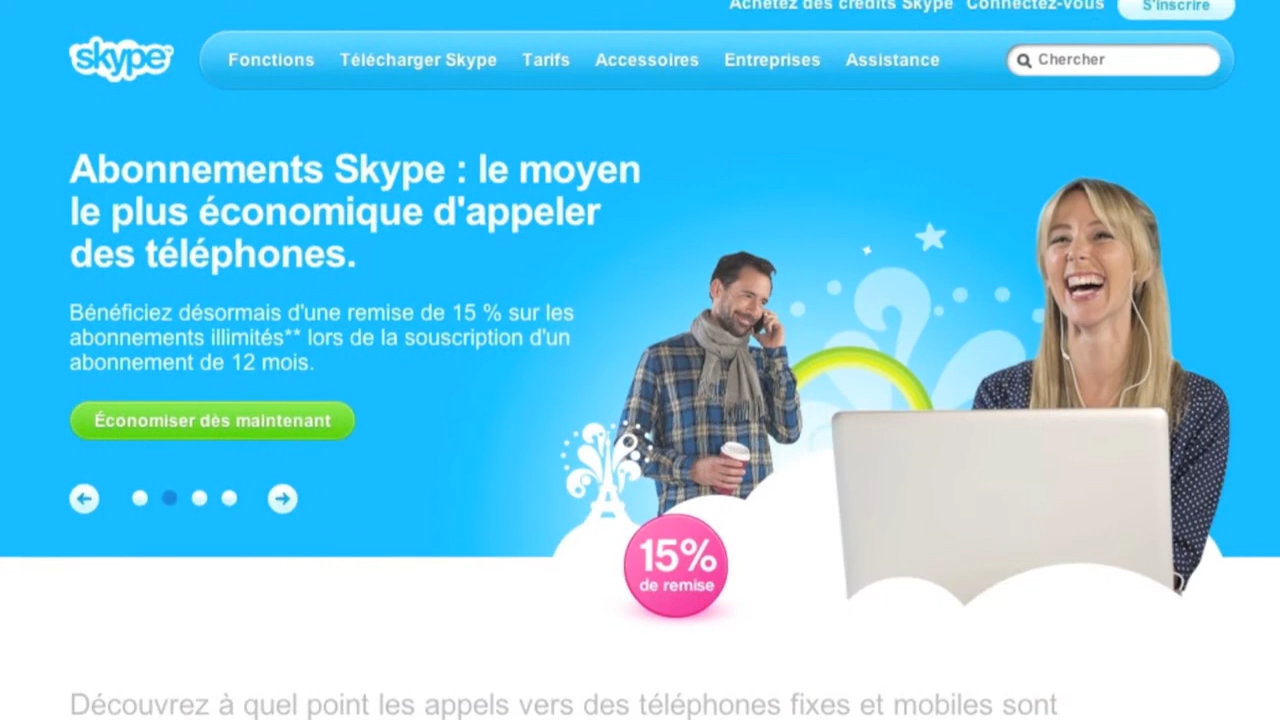 Achetez des crédits Skype Connectez-vous S'inscrire
skype
Fonctions Télécharger Skype Tarifs Accessoires Entreprises Assistance Chercher
Abonnements Skype : le moyen
le plus économique d'appeler
des téléphones.
Bénéficiez désormais d'une remise de 15 % sur les
abonnements illimités** lors de la souscription d'un
abonnement de 12 mois.
Économiser dès maintenant
15%
de remise
Découvrez à quel point les appels vers des téléphones fixes et mobiles sont